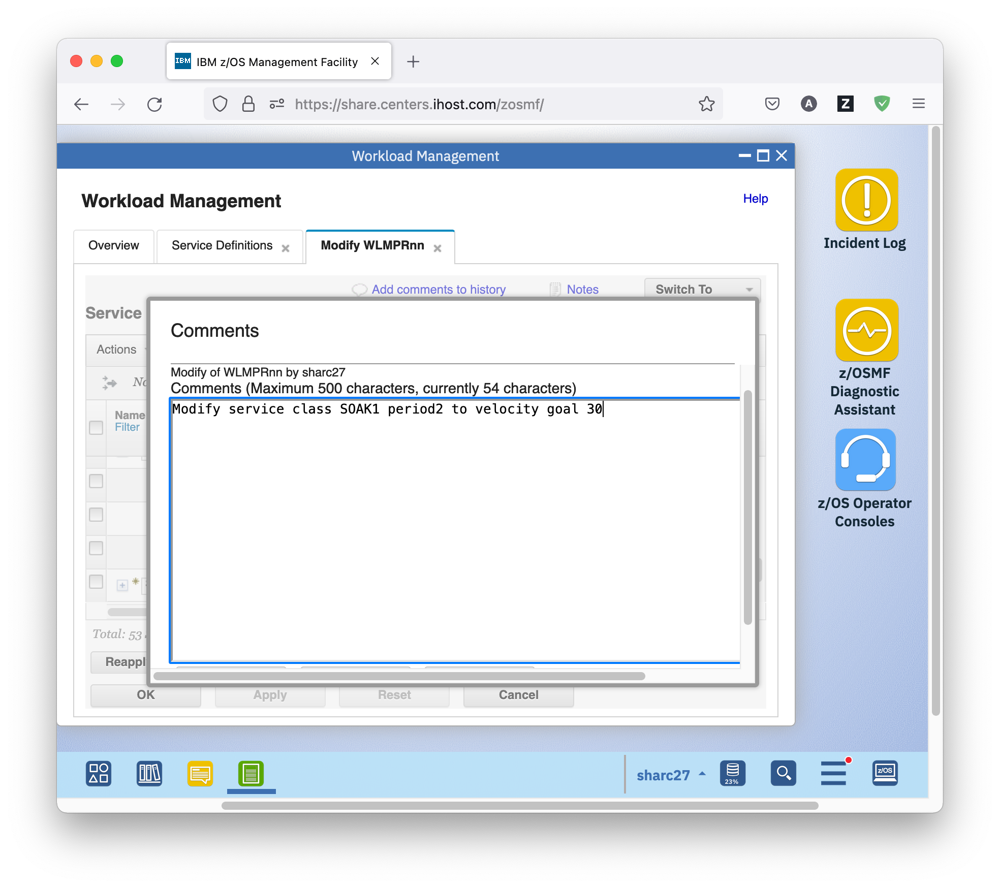 IBM IBM z/OS Management Facility
https://share.centers.ihost.com/zosmf/
A
Z
Workload Management
Workload Management
Help
Overview
Service Definitions
Modify WLMPRnn
Add comments to history
Notes
Switch To
Service
Actions
No
Name
Filter
Total: 53
Reappl
OK
Apply
Reset
Cancel
Comments
Modify of WLMPRnn by sharc27
Comments (Maximum 500 characters, currently 54 characters)
Modify service class SOAK1 period2 to velocity goal 30
Incident Log
z/OSMF
Diagnostic
Assistant
z/OS Operator
Consoles
sharc27
23%
z/OS